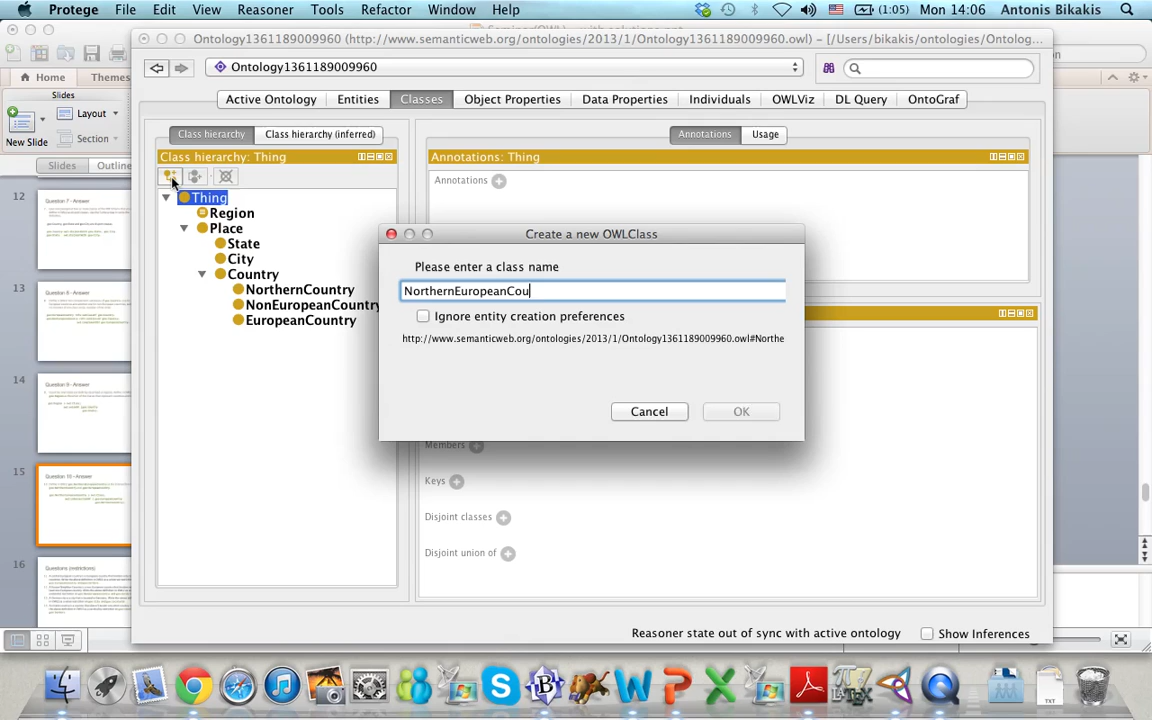 Protege File Edit View Reasoner Tools Refactor Window Help (1:05) Mon 14:06 Antonis Bikakis
Ontology1361189009960 (http://www.semanticweb.org/ontologies/2013/1/Ontology1361189009960.owl) – [/Users/bikakis/ontologies/Ontolog...
Ontology1361189009960
Home Themes
Active Ontology Entities Classes Object Properties Data Properties Individuals OWLViz DL Query OntoGraf
Slides
Layout
New Slide Section
Slides Outline
Class hierarchy Class hierarchy (inferred)
Annotations Usage
Class hierarchy: Thing
Annotations: Thing
Annotations
Thing
Region
Place
State
City
Country
NorthernCountry
NonEuropeanCountry
EuropeanCountry
Create a new OWLClass
Please enter a class name
NorthernEuropeanCou
Ignore entity creation preferences
http://www.semanticweb.org/ontologies/2013/1/Ontology1361189009960.owl#Northe
Cancel OK
Members
Keys
Disjoint classes
Disjoint union of
12
Question 7 - Answer
13
14
15
16
Questions (restrictions)
Reasoner state out of sync with active ontology Show Inferences
TXT